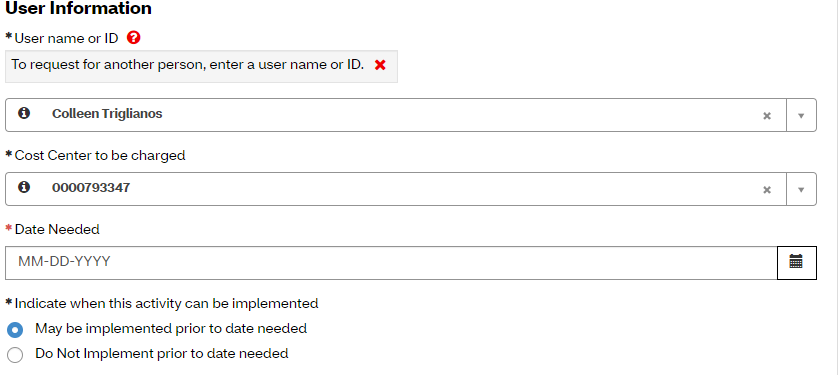 User Information
*User name or ID ?
To request for another person, enter a user name or ID. ×
Colleen Triglianos ×
*Cost Center to be charged
0000793347 ×
*Date Needed
MM-DD-YYYY
*Indicate when this activity can be implemented
May be implemented prior to date needed
Do Not Implement prior to date needed